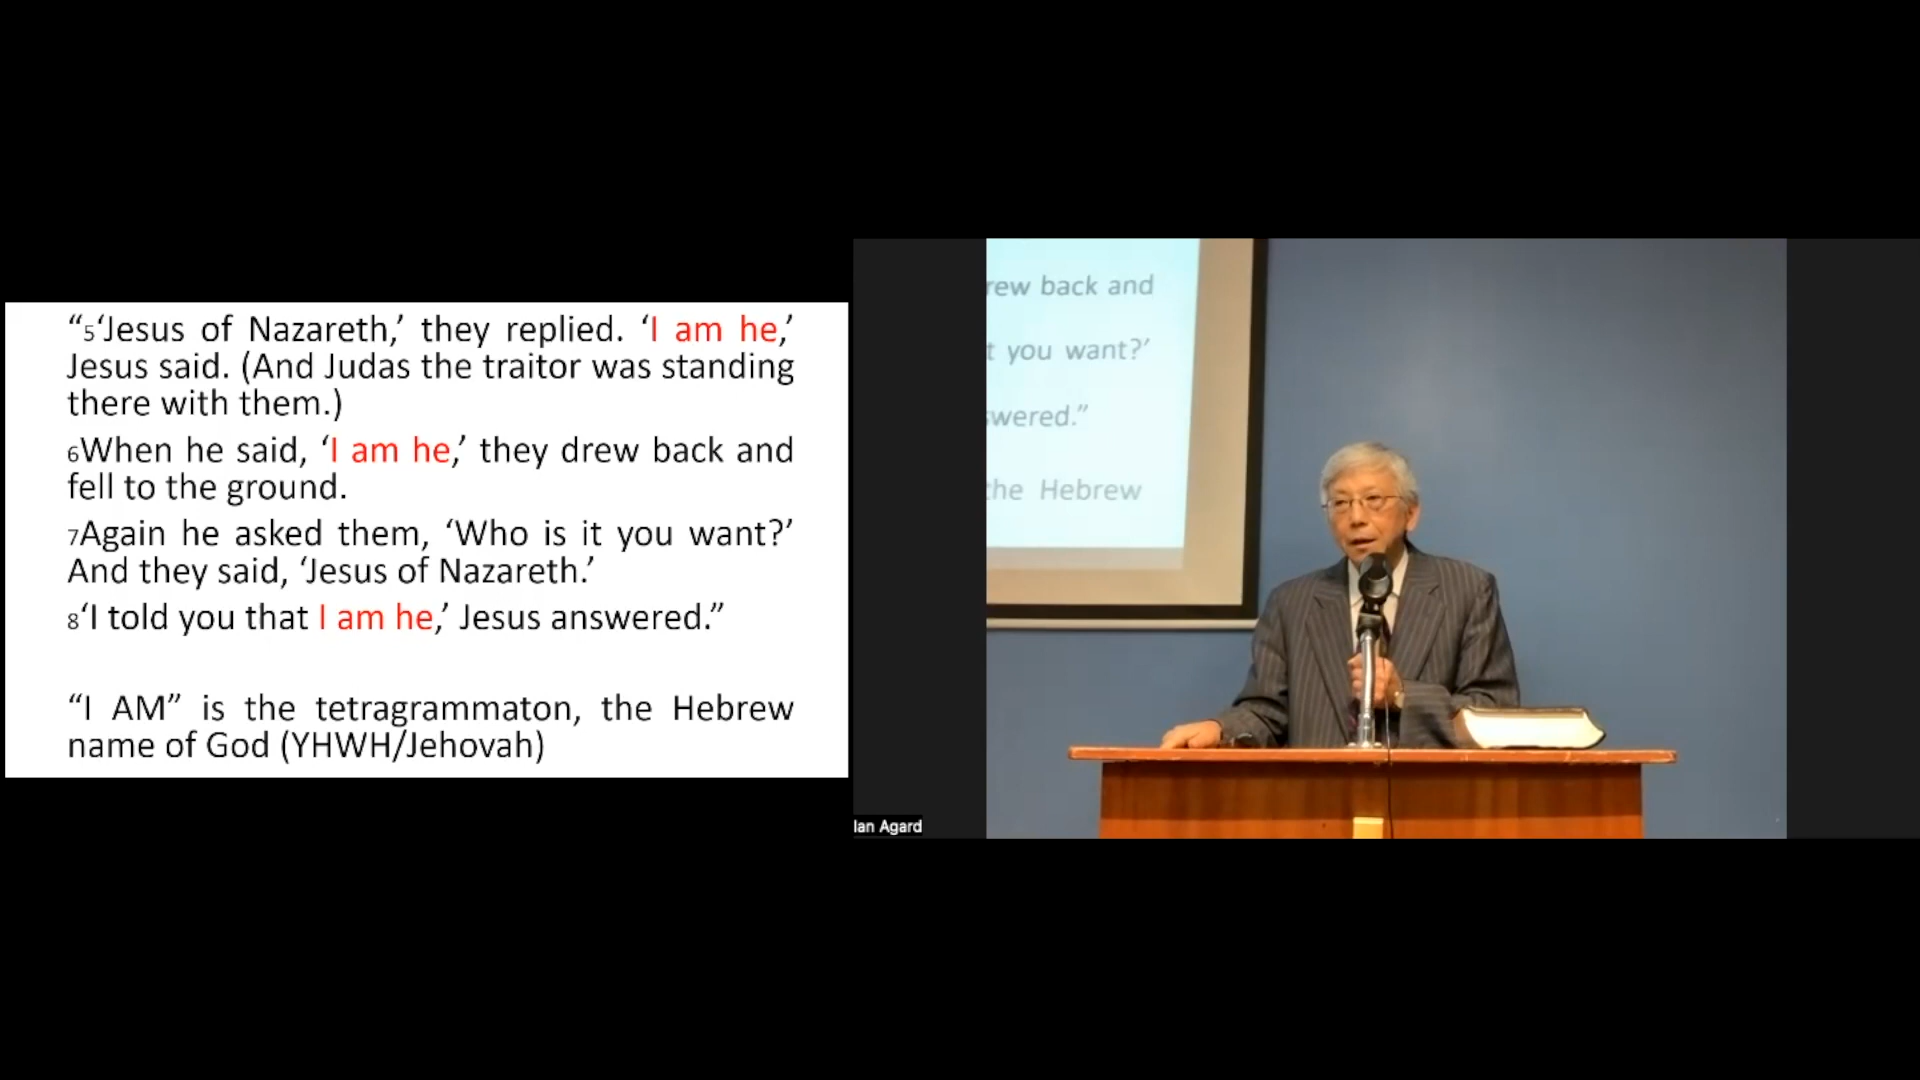 “5‘Jesus of Nazareth,’ they replied. ‘I am he,’
Jesus said. (And Judas the traitor was standing
there with them.)
6When he said, ‘I am he,’ they drew back and
fell to the ground.
7Again he asked them, ‘Who is it you want?’
And they said, ‘Jesus of Nazareth.’
8‘I told you that I am he,’ Jesus answered.”
“I AM” is the tetragrammaton, the Hebrew
name of God (YHWH/Jehovah)
rew back and
t you want?’
swered.”
the Hebrew
Ian Agard